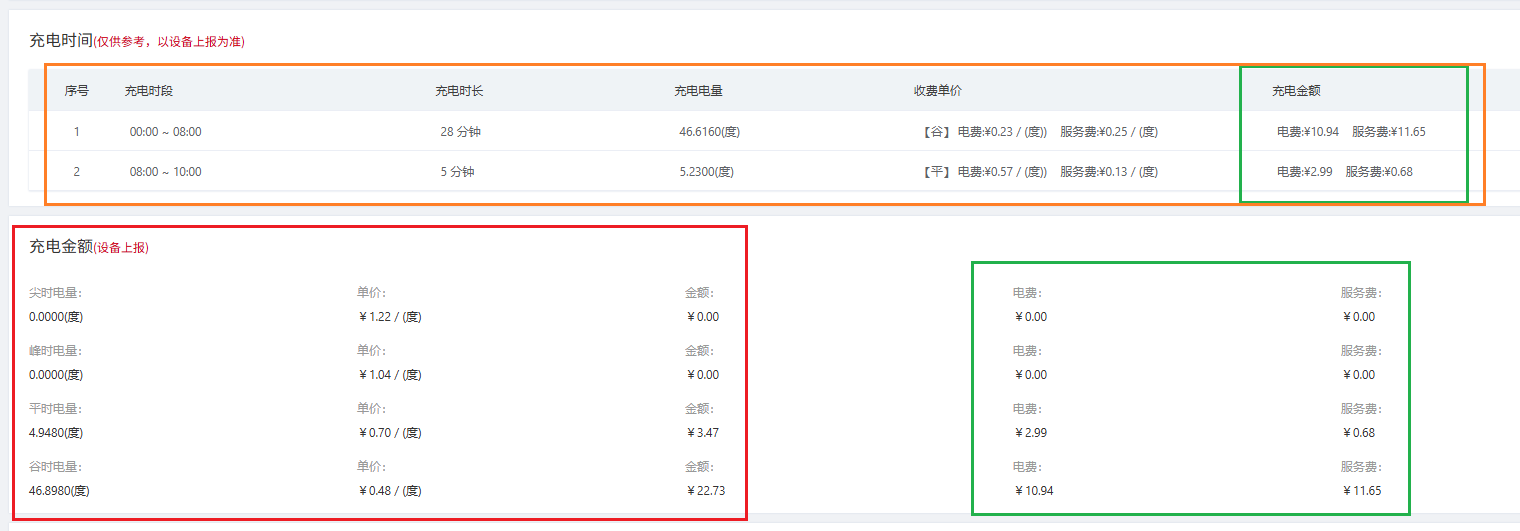 充电时间(仅供参考，以设备上报为准)
序号 充电时段 充电时长 充电电量 收费单价 充电金额
1 00:00 ~ 08:00 28 分钟 46.6160(度) 【谷】电费:¥0.23 / (度)) 服务费:¥0.25 / (度) 电费:¥10.94 服务费:¥11.65
2 08:00 ~ 10:00 5 分钟 5.2300(度) 【平】电费:¥0.57 / (度)) 服务费:¥0.13 / (度) 电费:¥2.99 服务费:¥0.68
充电金额(设备上报)
尖时电量： 单价： 金额： 电费： 服务费：
0.0000(度) ￥1.22 / (度) ￥0.00 ￥0.00 ￥0.00
峰时电量： 单价： 金额： 电费： 服务费：
0.0000(度) ￥1.04 / (度) ￥0.00 ￥0.00 ￥0.00
平时电量： 单价： 金额： 电费： 服务费：
4.9480(度) ￥0.70 / (度) ￥3.47 ￥2.99 ￥0.68
谷时电量： 单价： 金额： 电费： 服务费：
46.8980(度) ￥0.48 / (度) ￥22.73 ￥10.94 ￥11.65